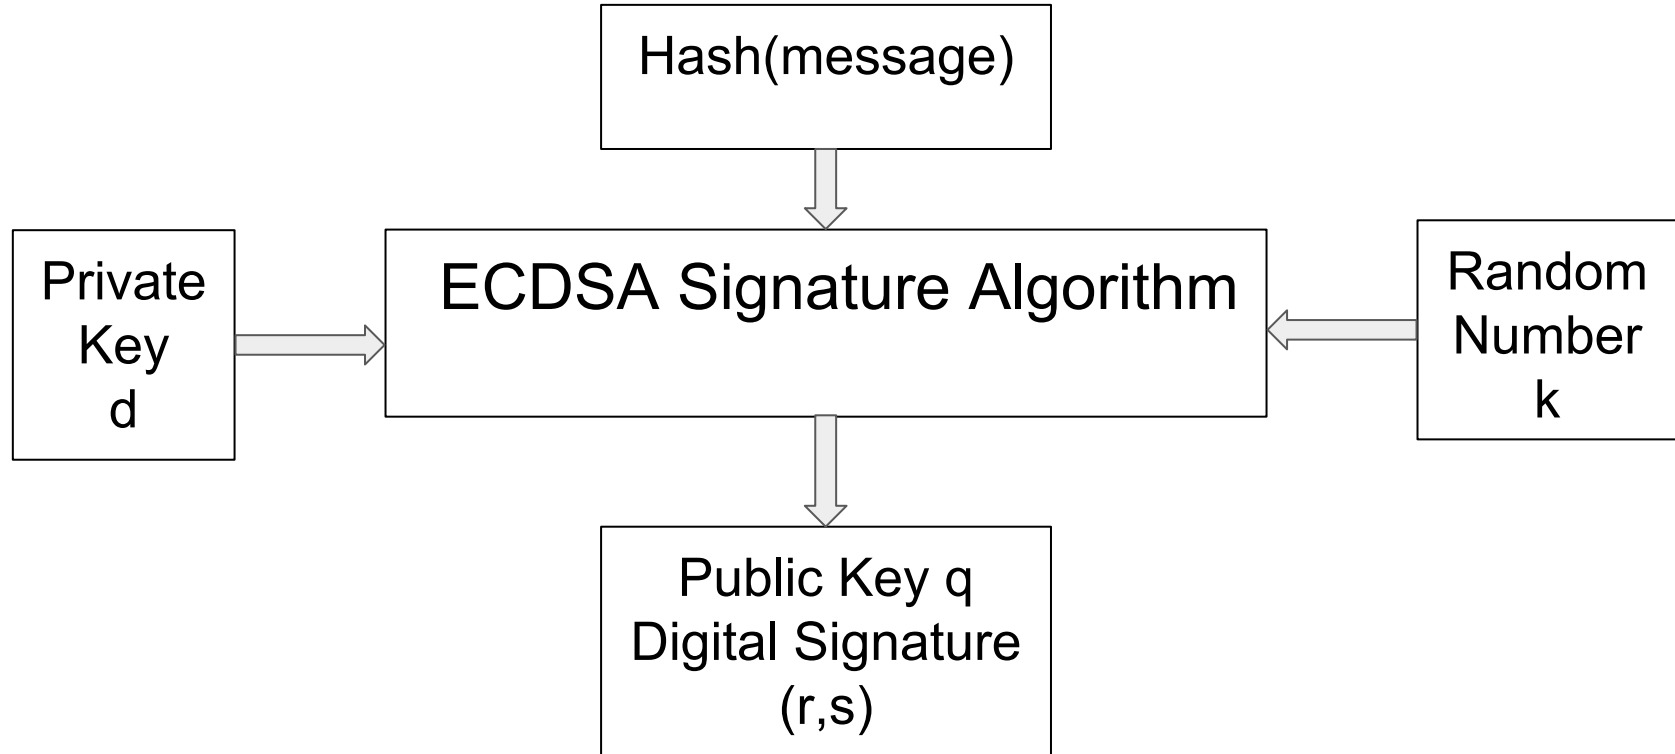 Hash(message)
ECDSA Signature Algorithm
Private
Key
d
Random
Number
k
Public Key q
Digital Signature
(r,s)